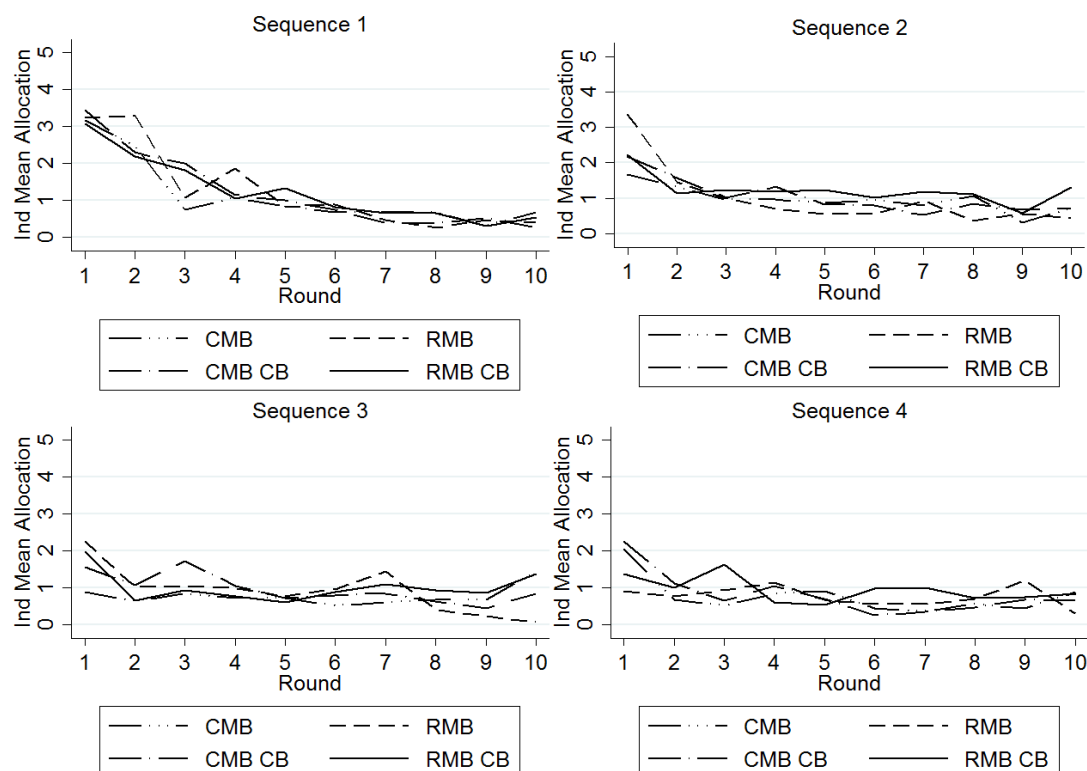 Sequence 1
Ind Mean Allocation
5
4
3
2
1
0
1 2 3 4 5 6 7 8 9 10
Round
CMB RMB
CMB CB RMB CB
Sequence 2
Ind Mean Allocation
5
4
3
2
1
0
1 2 3 4 5 6 7 8 9 10
Round
CMB RMB
CMB CB RMB CB
Sequence 3
Ind Mean Allocation
5
4
3
2
1
0
1 2 3 4 5 6 7 8 9 10
Round
CMB RMB
CMB CB RMB CB
Sequence 4
Ind Mean Allocation
5
4
3
2
1
0
1 2 3 4 5 6 7 8 9 10
Round
CMB RMB
CMB CB RMB CB